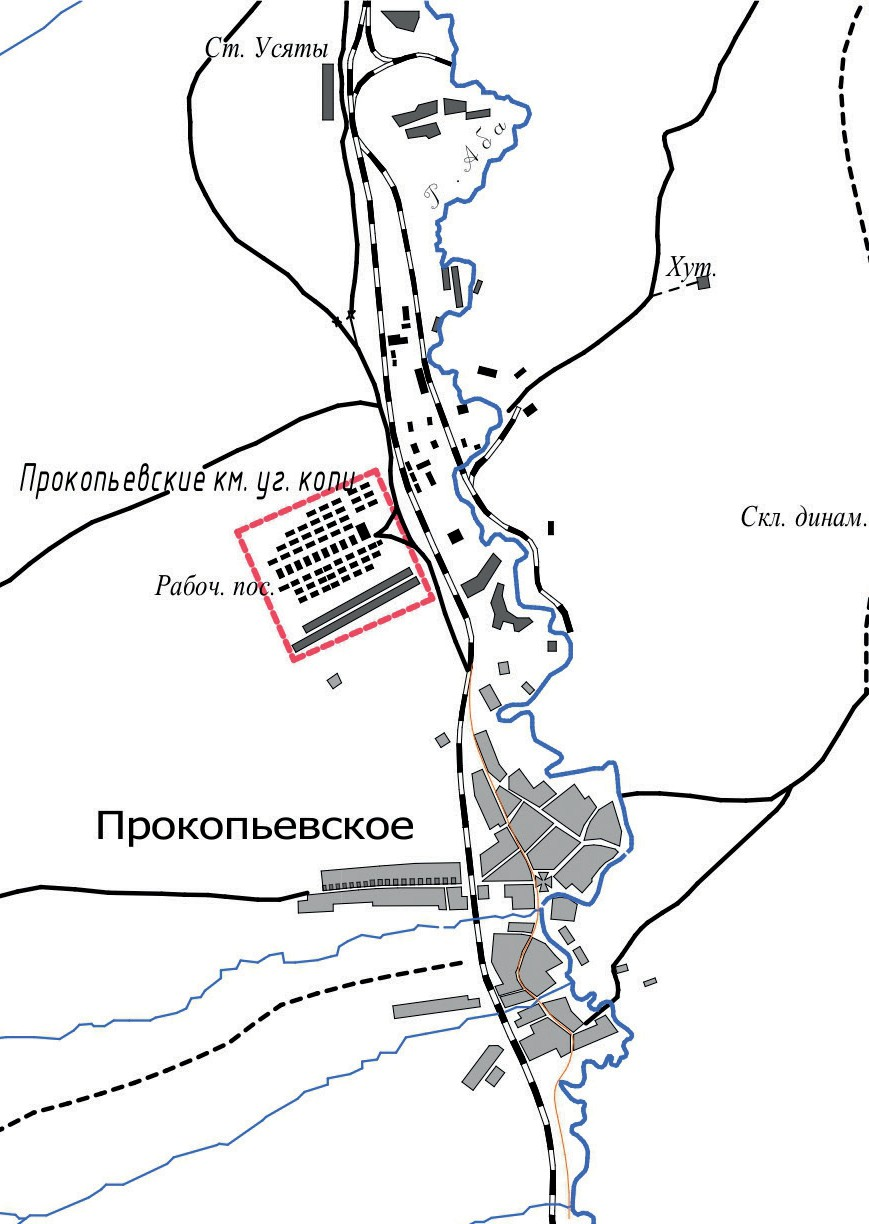 Ст. Усяты
Р. Аба
Хут.
Прокопьевские км. уг. копи
Скл. динам.
Рабоч. пос.
Прокопьевское